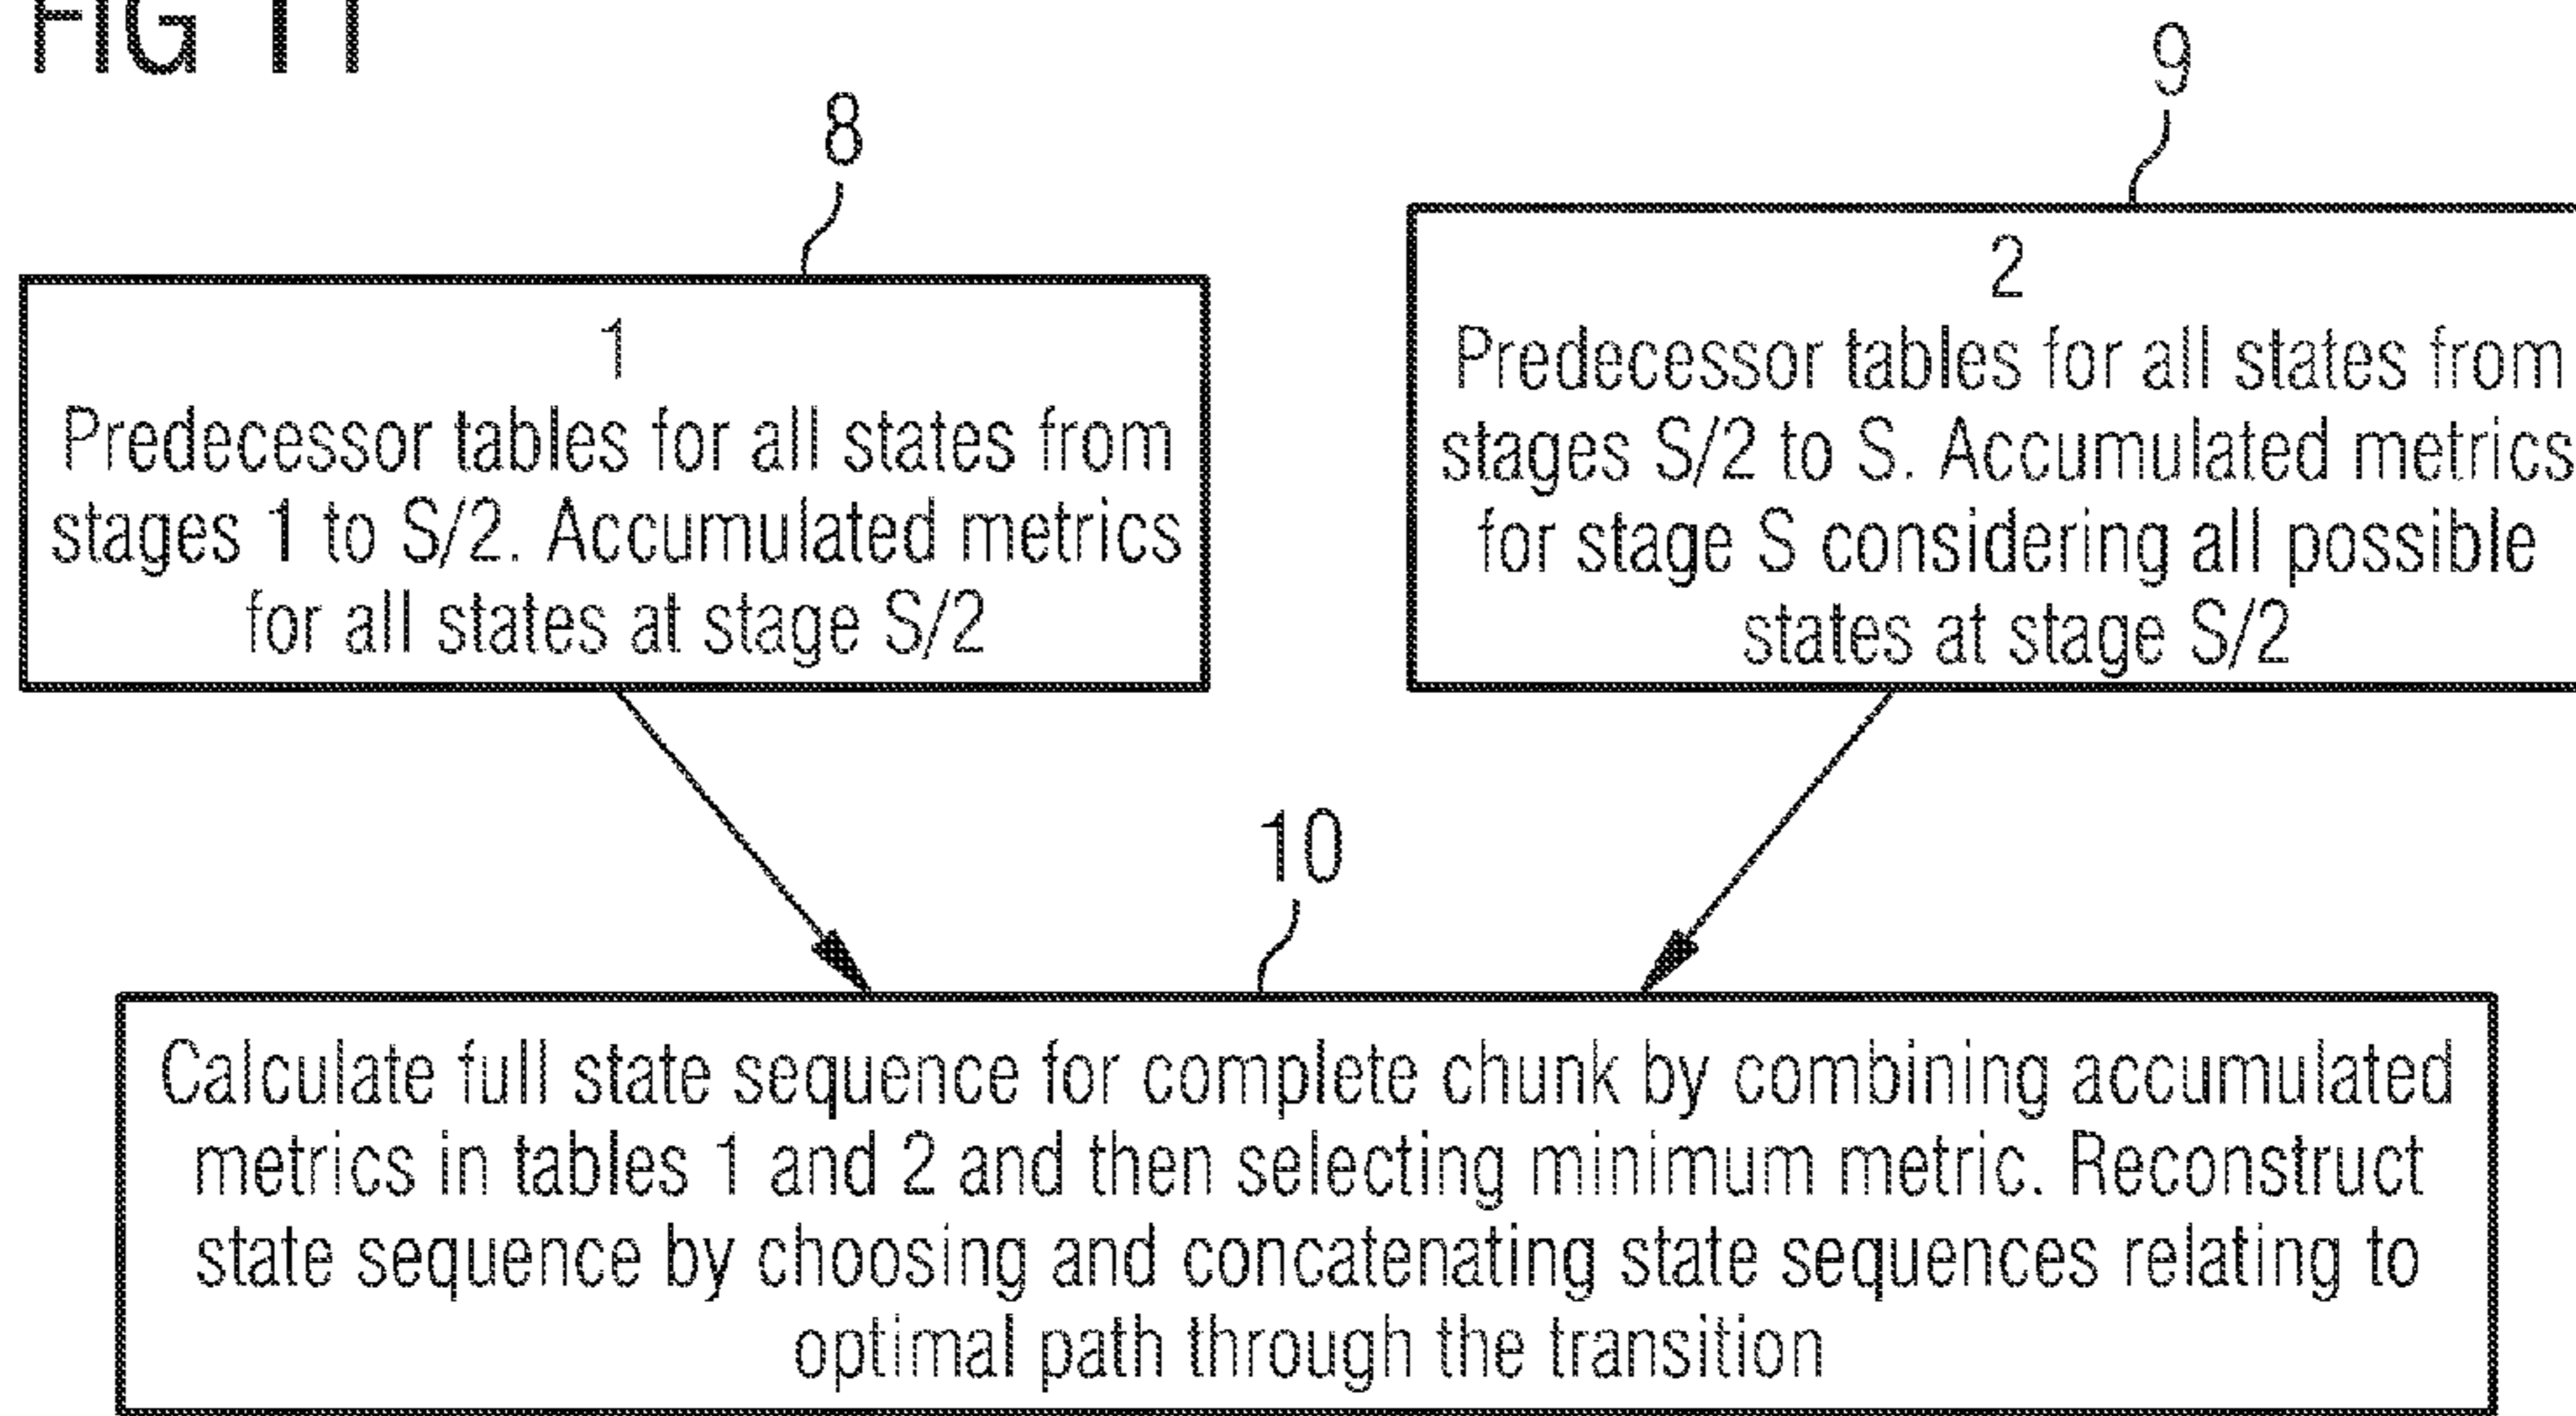 FIG 11
8
9
1
Predecessor tables for all states from
stages 1 to S/2. Accumulated metrics
for all states at stage S/2
2
Predecessor tables for all states from
stages S/2 to S. Accumulated metrics
for stage S considering all possible
states at stage S/2
10
Calculate full state sequence for complete chunk by combining accumulated
metrics in tables 1 and 2 and then selecting minimum metric. Reconstruct
state sequence by choosing and concatenating state sequences relating to
optimal path through the transition